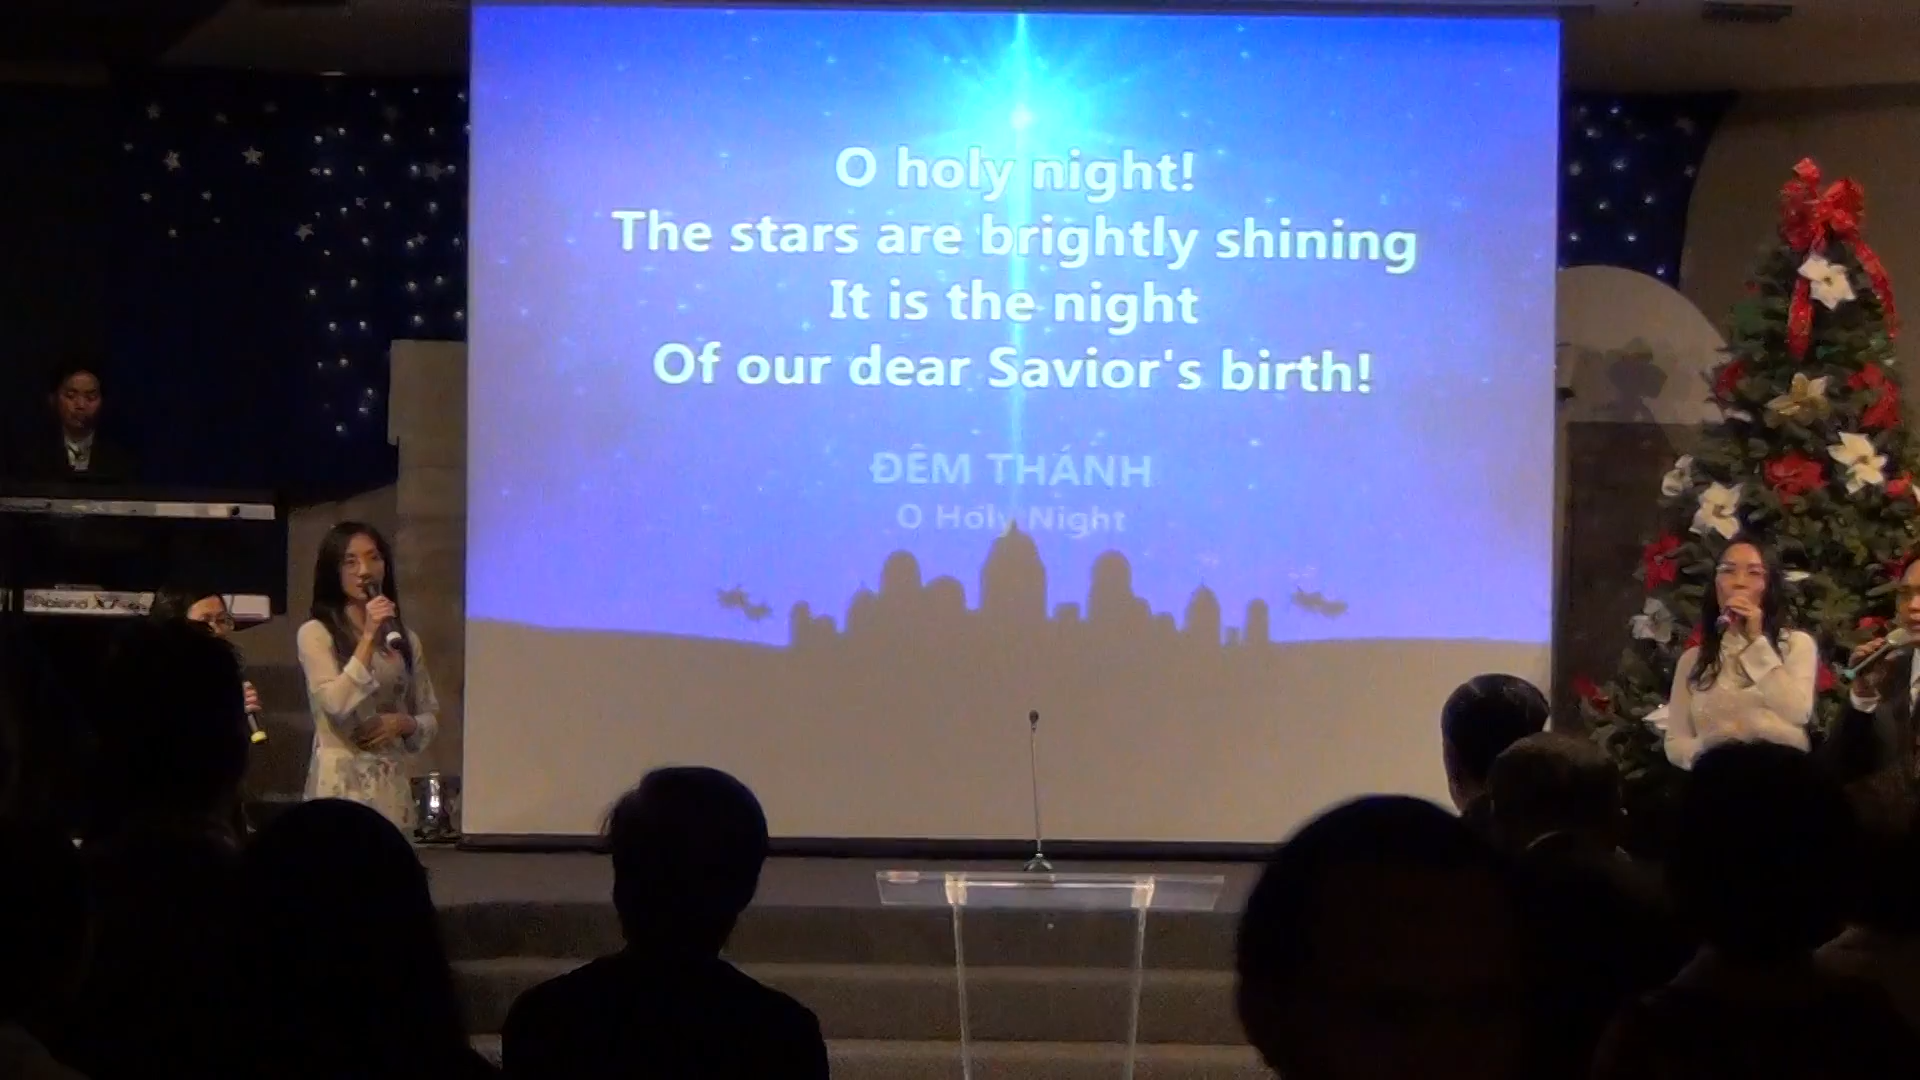 O holy night!
The stars are brightly shining
It is the night
Of our dear Savior's birth!
ĐÊM THÁNH
O Holy Night
Roland